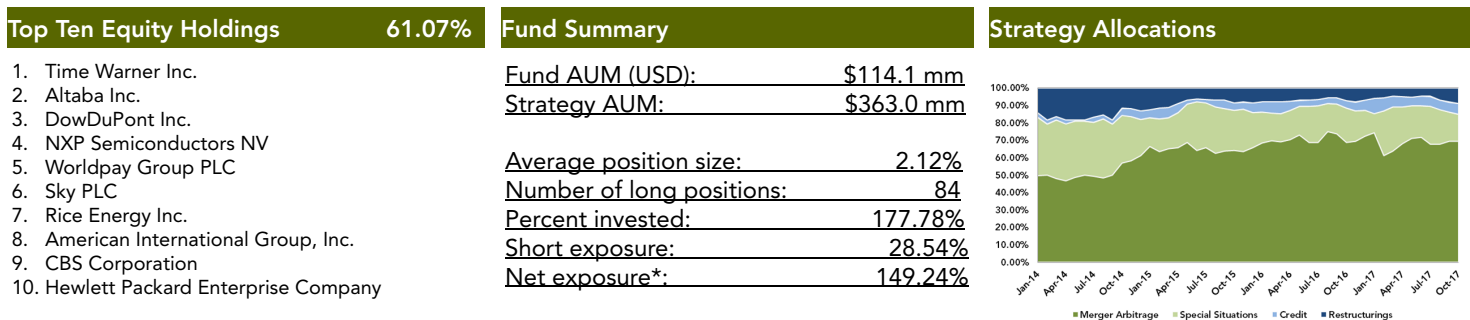 Top Ten Equity Holdings 61.07%
1. Time Warner Inc.
2. Altaba Inc.
3. DowDuPont Inc.
4. NXP Semiconductors NV
5. Worldpay Group PLC
6. Sky PLC
7. Rice Energy Inc.
8. American International Group, Inc.
9. CBS Corporation
10. Hewlett Packard Enterprise Company
Fund Summary
Fund AUM (USD): $114.1 mm
Strategy AUM: $363.0 mm
Average position size: 2.12%
Number of long positions: 84
Percent invested: 177.78%
Short exposure: 28.54%
Net exposure*: 149.24%
Strategy Allocations
100.00%
90.00%
80.00%
70.00%
60.00%
50.00%
40.00%
30.00%
20.00%
10.00%
0.00%
Jan-14 Apr-14 Jul-14 Oct-14 Jan-15 Apr-15 Jul-15 Oct-15 Jan-16 Apr-16 Jul-16 Oct-16 Jan-17 Apr-17 Jul-17 Oct-17
Merger Arbitrage Special Situations Credit Restructurings